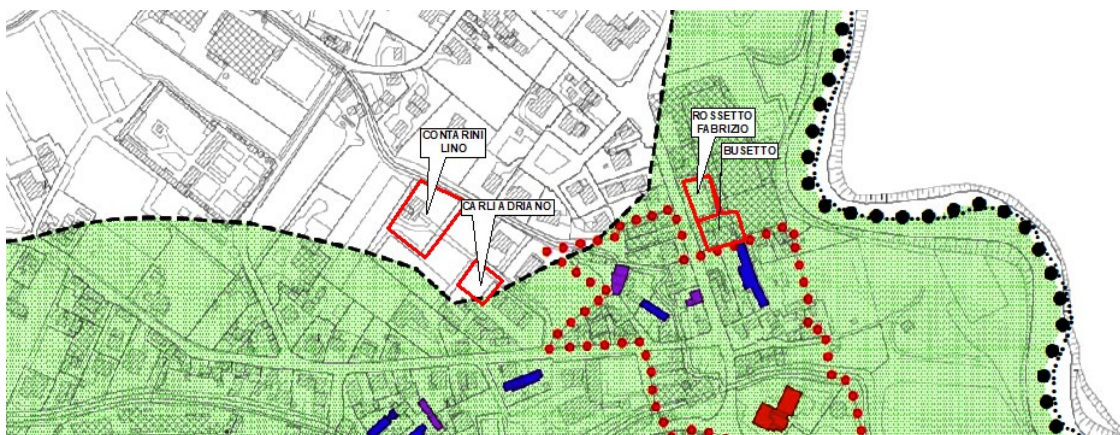 CONTARINI
LINO
CARLI ADRIANO
ROSSETTO
FABRIZIO
BUSETTO